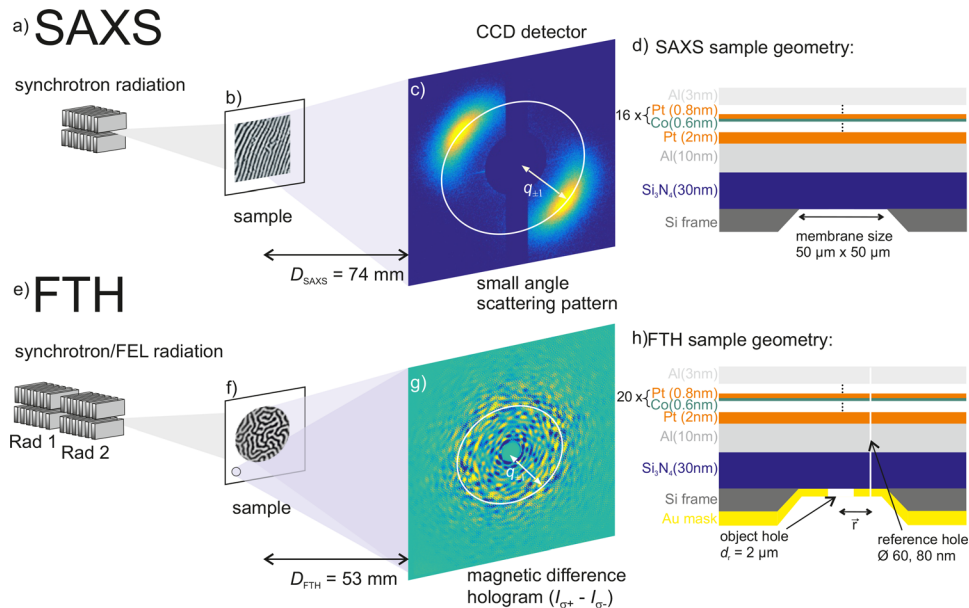 a) SAXS
synchrotron radiation
b)
sample
D_SAXS = 74 mm
CCD detector
c)
q±1
small angle
scattering pattern
d) SAXS sample geometry:
Al(3nm)
16 x { Pt (0.8nm)
Co(0.6nm)
Pt (2nm)
Al(10nm)
Si₃N₄(30nm)
Si frame
membrane size
50 µm x 50 µm
e) FTH
synchrotron/FEL radiation
Rad 1
Rad 2
f)
sample
D_FTH = 53 mm
g)
magnetic difference
hologram (I_σ+ - I_σ-)
h) FTH sample geometry:
Al(3nm)
20 x { Pt (0.8nm)
Co(0.6nm)
Pt (2nm)
Al(10nm)
Si₃N₄(30nm)
Si frame
Au mask
r⃗
object hole
dᵣ = 2 µm
reference hole
Ø 60, 80 nm